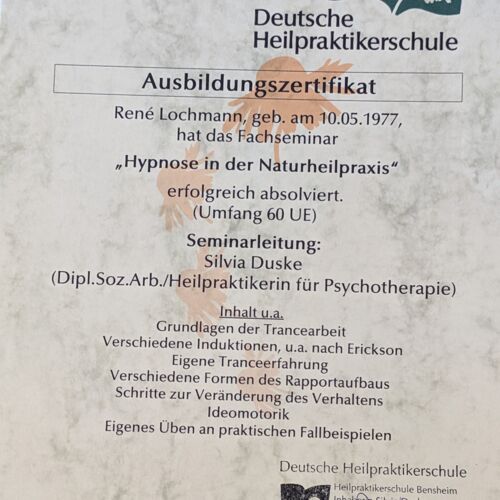 Deutsche
Heilpraktikerschule
Ausbildungszertifikat
René Lochmann, geb. am 10.05.1977,
hat das Fachseminar
„Hypnose in der Naturheilpraxis“
erfolgreich absolviert.
(Umfang 60 UE)
Seminarleitung:
Silvia Duske
(Dipl.Soz.Arb./Heilpraktikerin für Psychotherapie)
Inhalt u.a.
Grundlagen der Trancearbeit
Verschiedene Induktionen, u.a. nach Erickson
Eigene Tranceerfahrung
Verschiedene Formen des Rapportaufbaus
Schritte zur Veränderung des Verhaltens
Ideomotorik
Eigenes Üben an praktischen Fallbeispielen
Deutsche Heilpraktikerschule
Heilpraktikerschule Bensheim